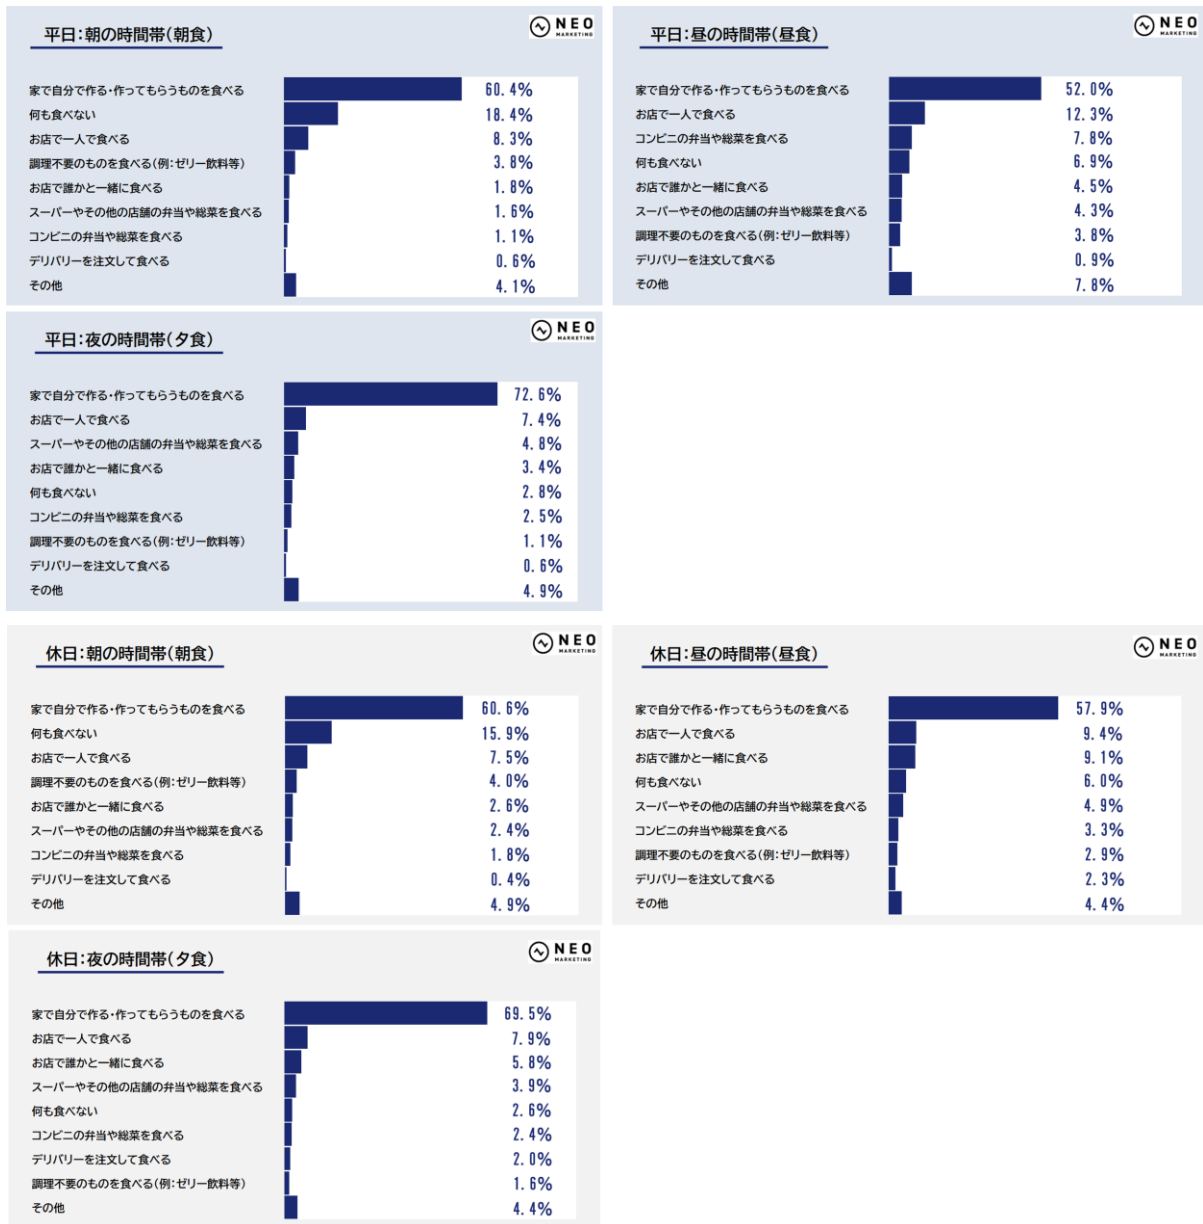 平日:朝の時間帯(朝食)
NEO
MARKETING
家で自分で作る・作ってもらうものを食べる 60.4%
何も食べない 18.4%
お店で一人で食べる 8.3%
調理不要のものを食べる(例:ゼリー飲料等) 3.8%
お店で誰かと一緒に食べる 1.8%
スーパーやその他の店舗の弁当や総菜を食べる 1.6%
コンビニの弁当や総菜を食べる 1.1%
デリバリーを注文して食べる 0.6%
その他 4.1%
平日:昼の時間帯(昼食)
NEO
MARKETING
家で自分で作る・作ってもらうものを食べる 52.0%
お店で一人で食べる 12.3%
コンビニの弁当や総菜を食べる 7.8%
何も食べない 6.9%
お店で誰かと一緒に食べる 4.5%
スーパーやその他の店舗の弁当や総菜を食べる 4.3%
調理不要のものを食べる(例:ゼリー飲料等) 3.8%
デリバリーを注文して食べる 0.9%
その他 7.8%
平日:夜の時間帯(夕食)
NEO
MARKETING
家で自分で作る・作ってもらうものを食べる 72.6%
お店で一人で食べる 7.4%
スーパーやその他の店舗の弁当や総菜を食べる 4.8%
お店で誰かと一緒に食べる 3.4%
何も食べない 2.8%
コンビニの弁当や総菜を食べる 2.5%
調理不要のものを食べる(例:ゼリー飲料等) 1.1%
デリバリーを注文して食べる 0.6%
その他 4.9%
休日:朝の時間帯(朝食)
NEO
MARKETING
家で自分で作る・作ってもらうものを食べる 60.6%
何も食べない 15.9%
お店で一人で食べる 7.5%
調理不要のものを食べる(例:ゼリー飲料等) 4.0%
お店で誰かと一緒に食べる 2.6%
スーパーやその他の店舗の弁当や総菜を食べる 2.4%
コンビニの弁当や総菜を食べる 1.8%
デリバリーを注文して食べる 0.4%
その他 4.9%
休日:昼の時間帯(昼食)
NEO
MARKETING
家で自分で作る・作ってもらうものを食べる 57.9%
お店で一人で食べる 9.4%
お店で誰かと一緒に食べる 9.1%
何も食べない 6.0%
スーパーやその他の店舗の弁当や総菜を食べる 4.9%
コンビニの弁当や総菜を食べる 3.3%
調理不要のものを食べる(例:ゼリー飲料等) 2.9%
デリバリーを注文して食べる 2.3%
その他 4.4%
休日:夜の時間帯(夕食)
NEO
MARKETING
家で自分で作る・作ってもらうものを食べる 69.5%
お店で一人で食べる 7.9%
お店で誰かと一緒に食べる 5.8%
スーパーやその他の店舗の弁当や総菜を食べる 3.9%
何も食べない 2.6%
コンビニの弁当や総菜を食べる 2.4%
デリバリーを注文して食べる 2.0%
調理不要のものを食べる(例:ゼリー飲料等) 1.6%
その他 4.4%